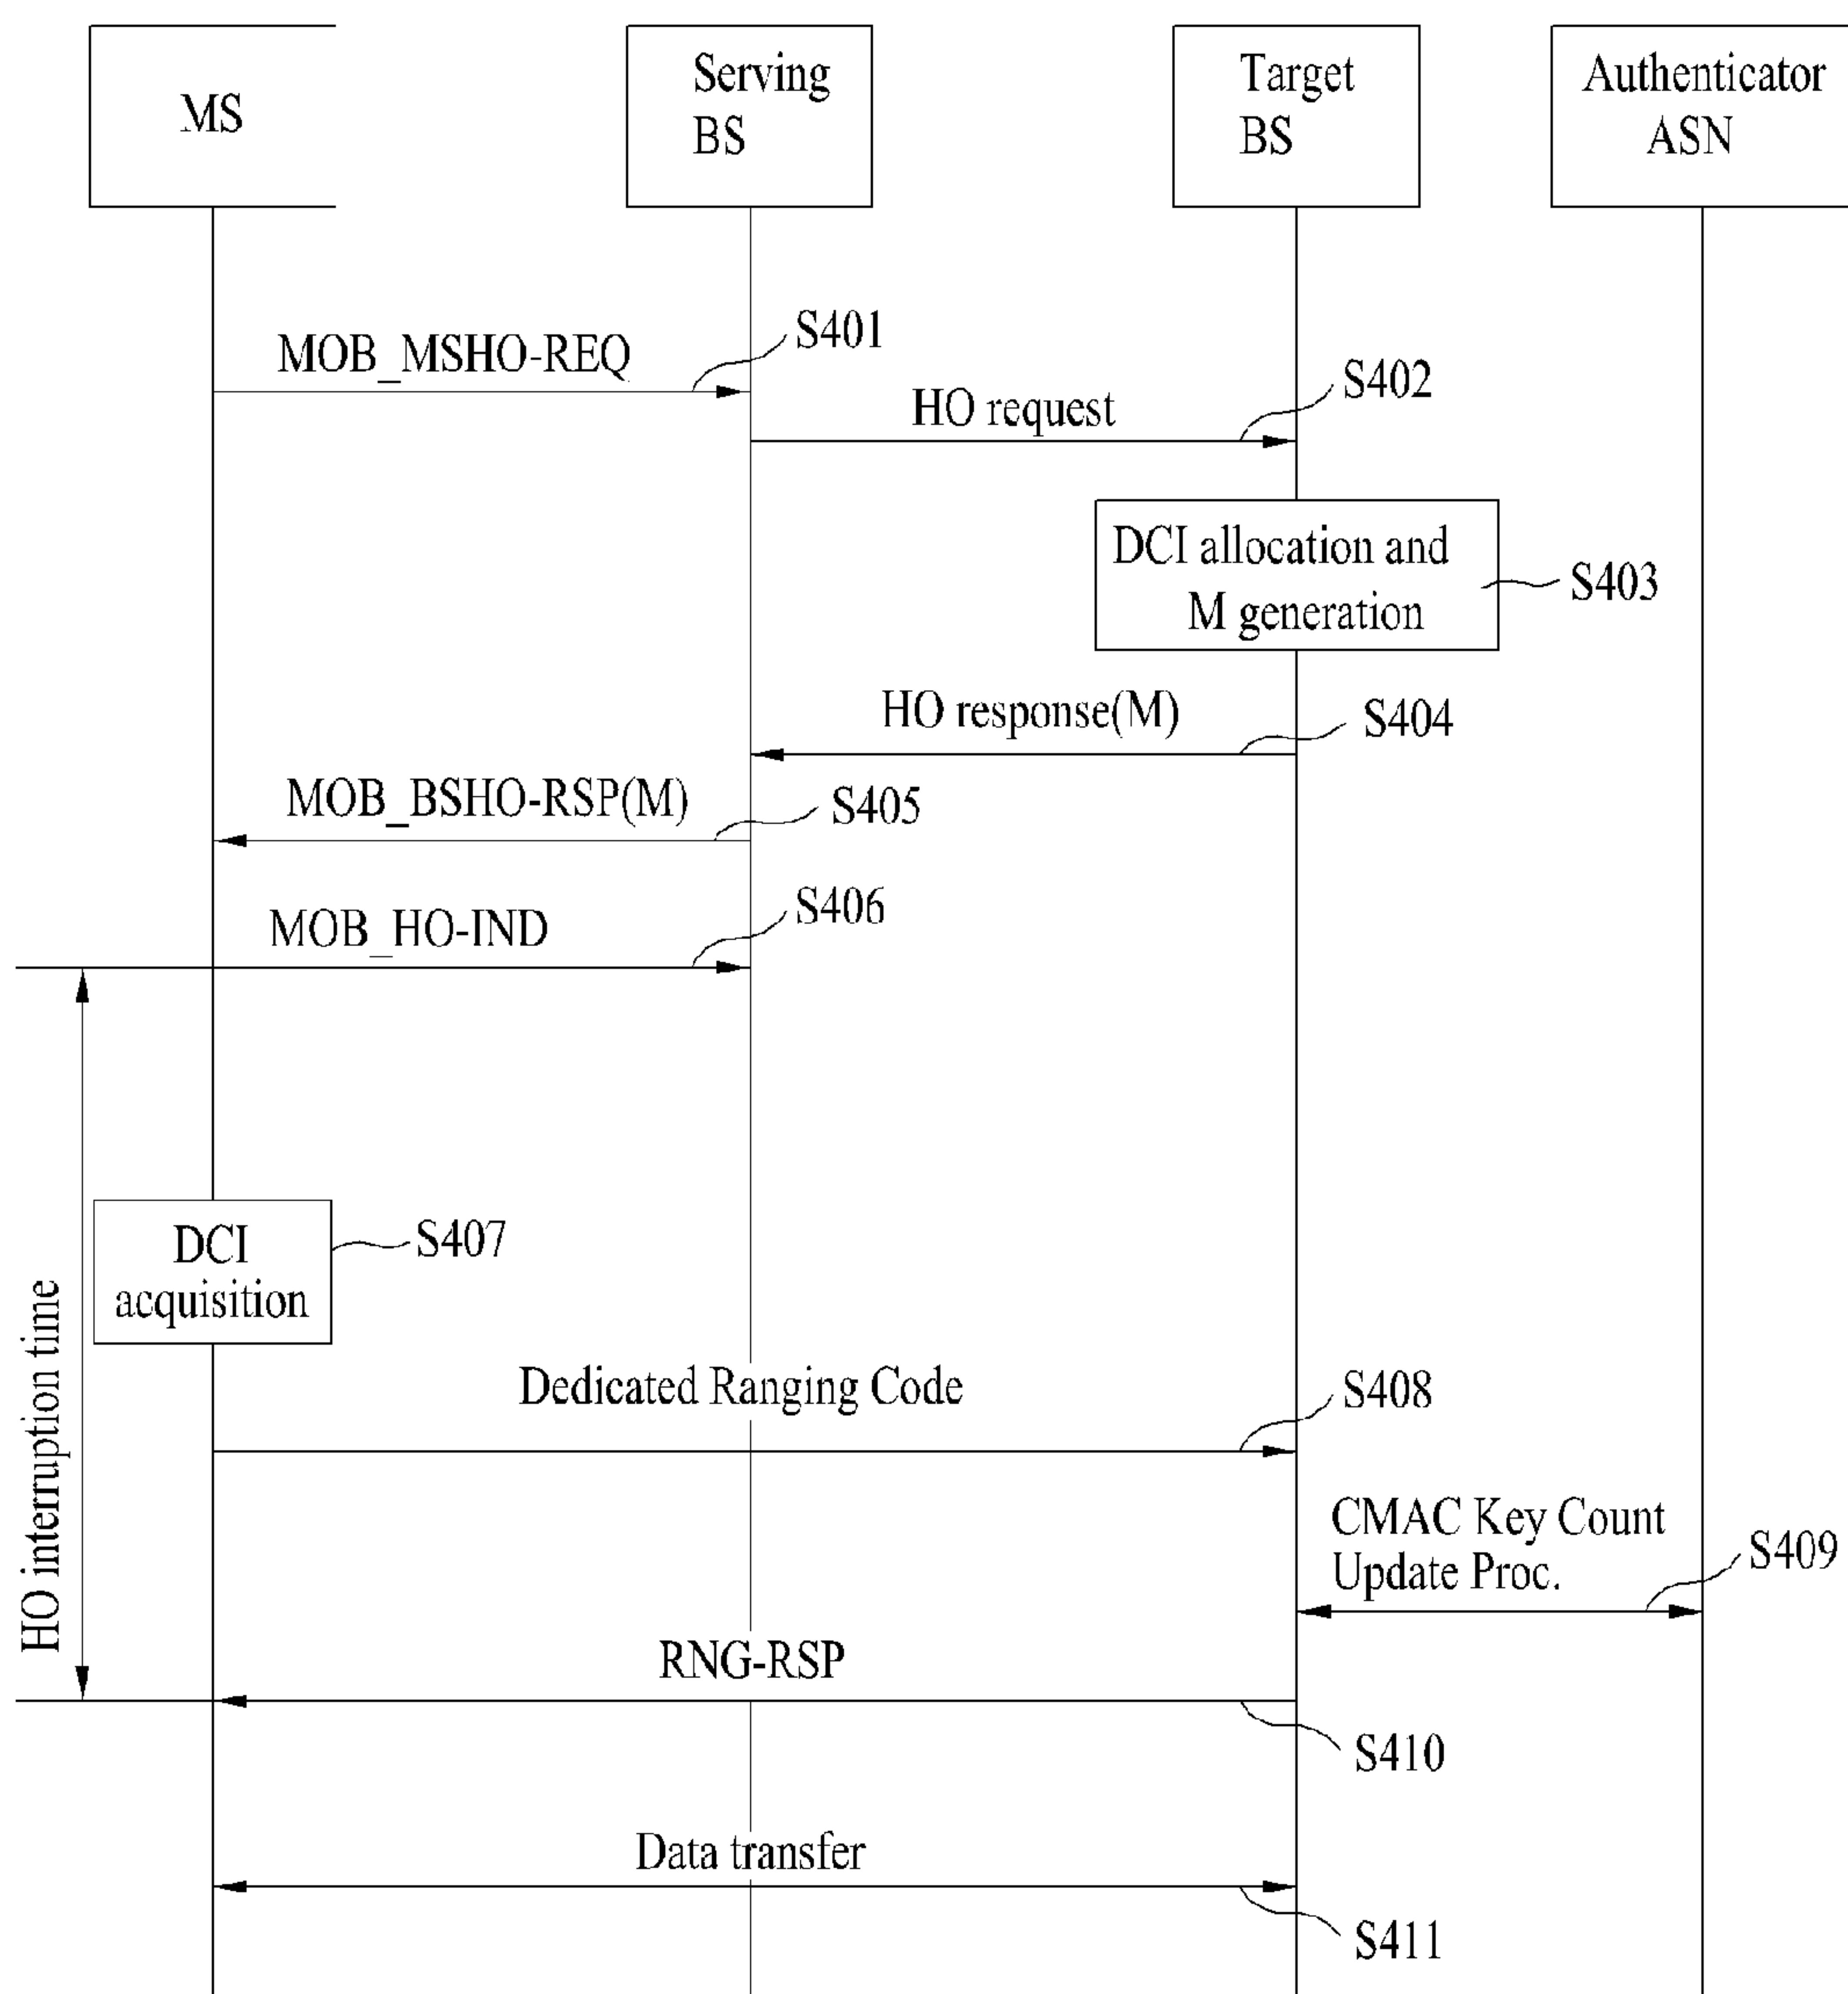 MS
Serving
BS
Target
BS
Authenticator
ASN
MOB_MSHO-REQ
S401
HO request
S402
DCI allocation and
M generation
S403
HO response(M)
S404
MOB_BSHO-RSP(M)
S405
MOB_HO-IND
S406
HO interruption time
DCI
acquisition
S407
Dedicated Ranging Code
S408
CMAC Key Count
Update Proc.
S409
RNG-RSP
S410
Data transfer
S411